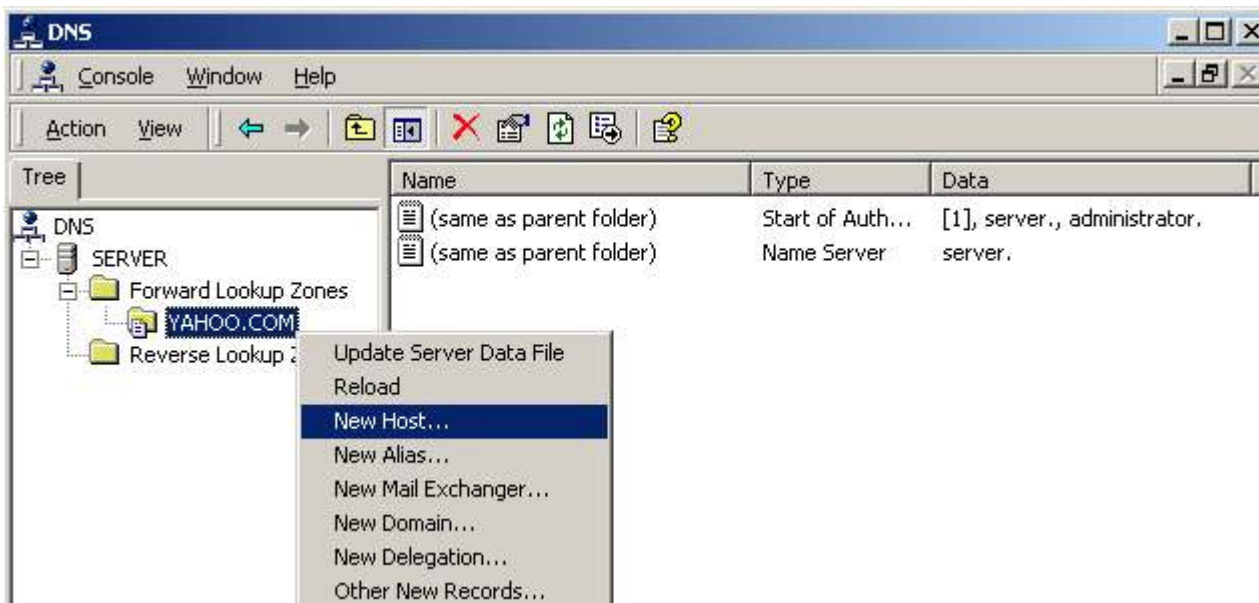 DNS
Console Window Help
Action View
Tree
Name Type Data
(same as parent folder) Start of Auth... [1], server., administrator.
(same as parent folder) Name Server server.
DNS
SERVER
Forward Lookup Zones
YAHOO.COM
Reverse Lookup
Update Server Data File
Reload
New Host...
New Alias...
New Mail Exchanger...
New Domain...
New Delegation...
Other New Records...